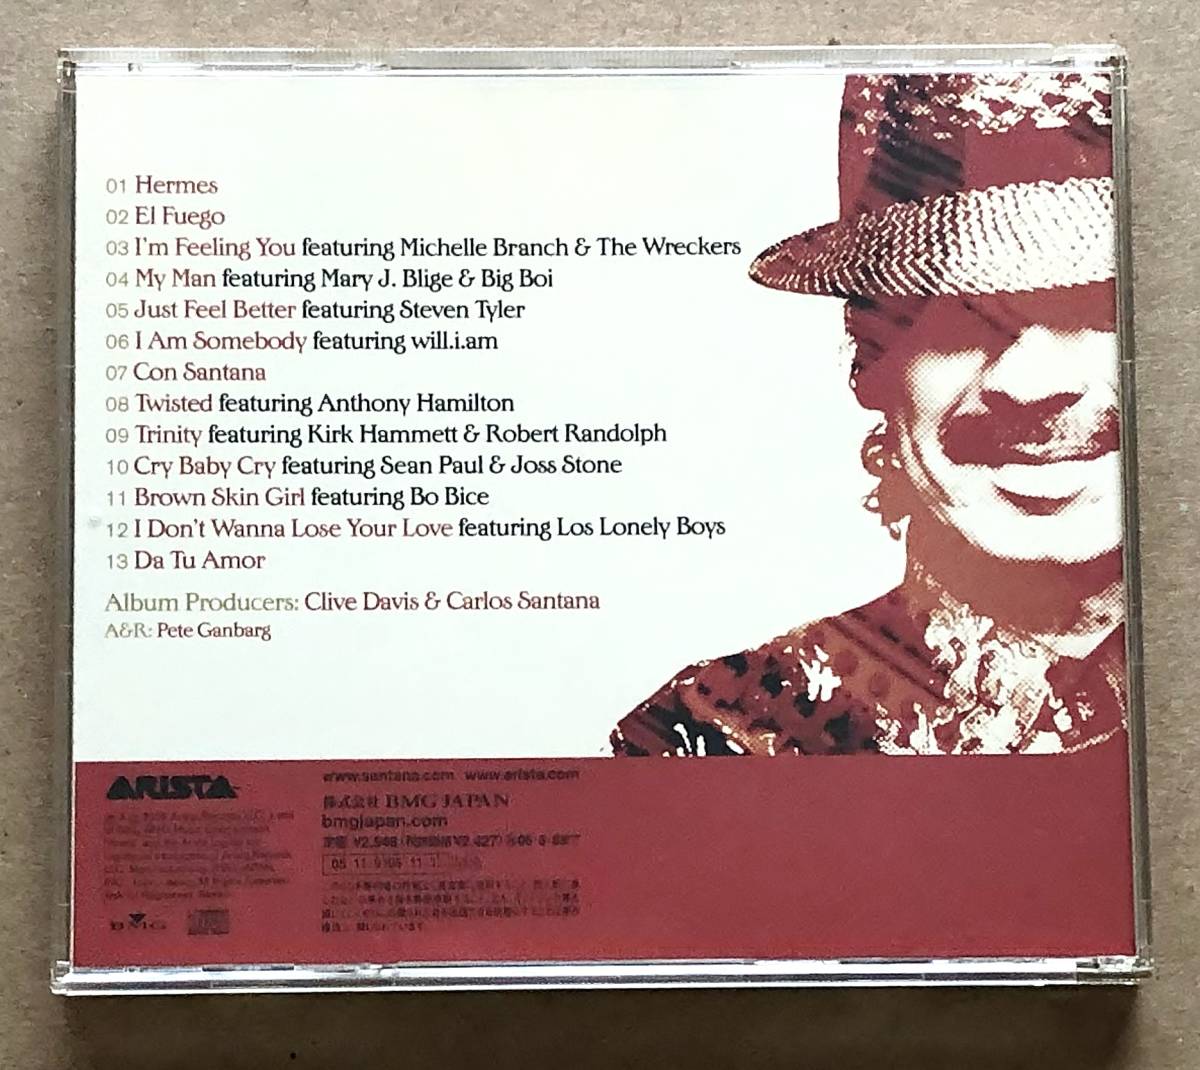 01 Hermes
02 El Fuego
03 I'm Feeling You featuring Michelle Branch & The Wreckers
04 My Man featuring Mary J. Blige & Big Boi
05 Just Feel Better featuring Steven Tyler
06 I Am Somebody featuring will.i.am
07 Con Santana
08 Twisted featuring Anthony Hamilton
09 Trinity featuring Kirk Hammett & Robert Randolph
10 Cry Baby Cry featuring Sean Paul & Joss Stone
11 Brown Skin Girl featuring Bo Bice
12 I Don't Wanna Lose Your Love featuring Los Lonely Boys
13 Da Tu Amor
Album Producers: Clive Davis & Carlos Santana
A&R: Pete Ganbarg
ARISTA
www.santana.com www.arista.com
株式会社 BMG JAPAN
bmgjapan.com
BMG